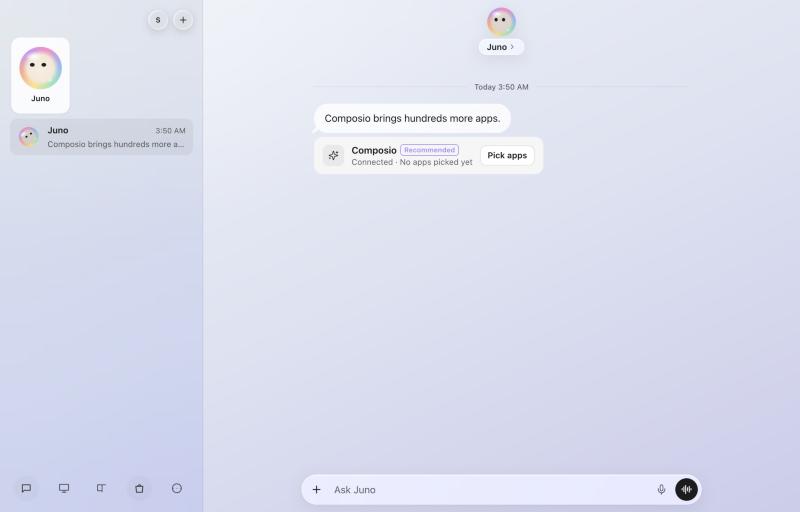 S
Juno
Juno
3:50 AM
Composio brings hundreds more a...
Juno
Today 3:50 AM
Composio brings hundreds more apps.
Composio
Recommended
Connected · No apps picked yet
Pick apps
Ask Juno